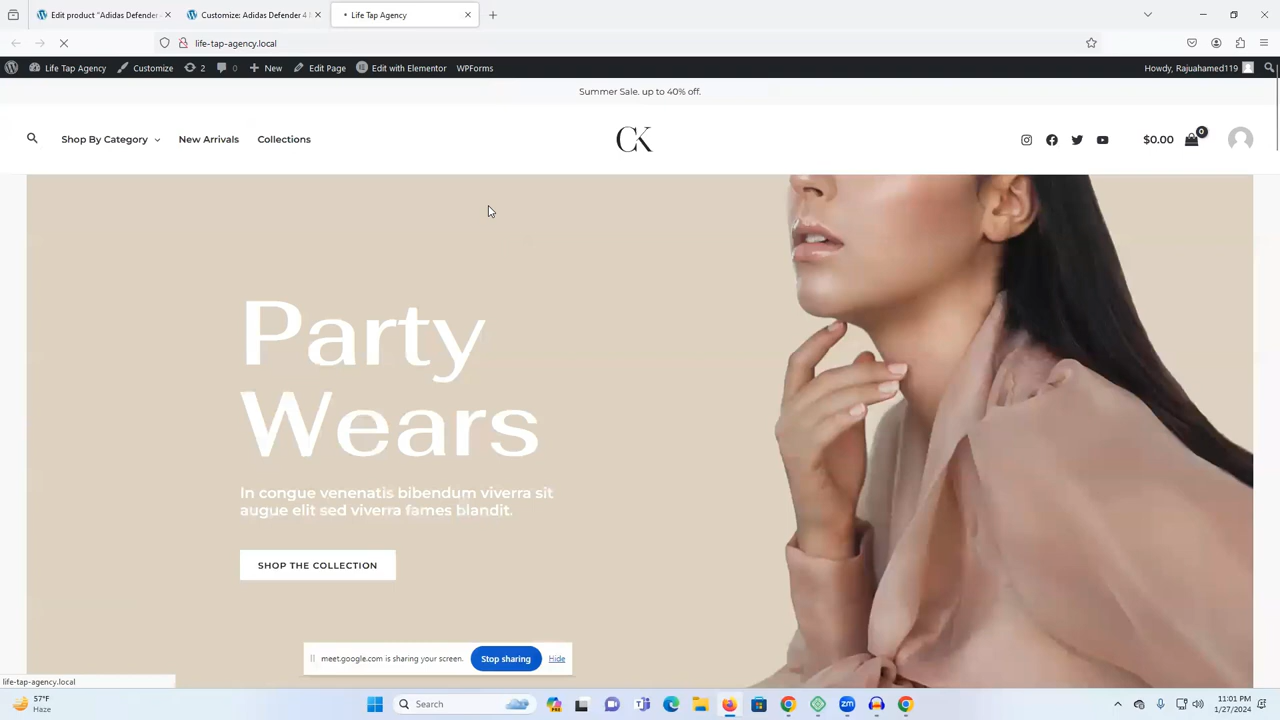 Edit product "Adidas Defender
Customize: Adidas Defender 4
Life Tap Agency
life-tap-agency.local
Life Tap Agency
Customize
2
0
New
Edit Page
Edit with Elementor
WPForms
Howdy, Rajuahamed119
Summer Sale. up to 40% off.
Shop By Category
New Arrivals
Collections
CK
$0.00
0
Party
Wears
In congue venenatis bibendum viverra sit
augue elit sed viverra fames blandit.
SHOP THE COLLECTION
meet.google.com is sharing your screen.
Stop sharing
Hide
life-tap-agency.local
57°F
Haze
Search
11:01 PM
1/27/2024